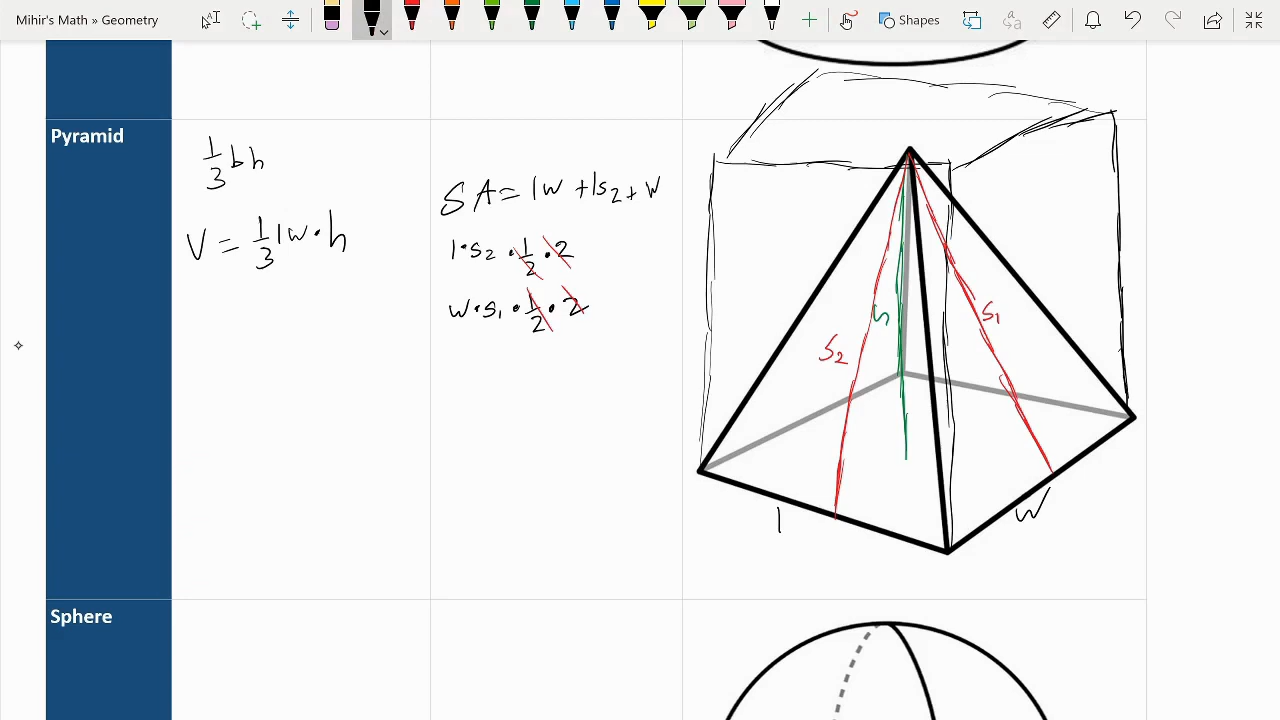 Mihir's Math » Geometry
Shapes
Pyramid
1/3 bh
V = 1/3 lw · h
SA = lw + ls₂ + w
l · s₂ · 1/2 · 2
w · s₁ · 1/2 · 2
h
s₂
s₁
l
w
Sphere